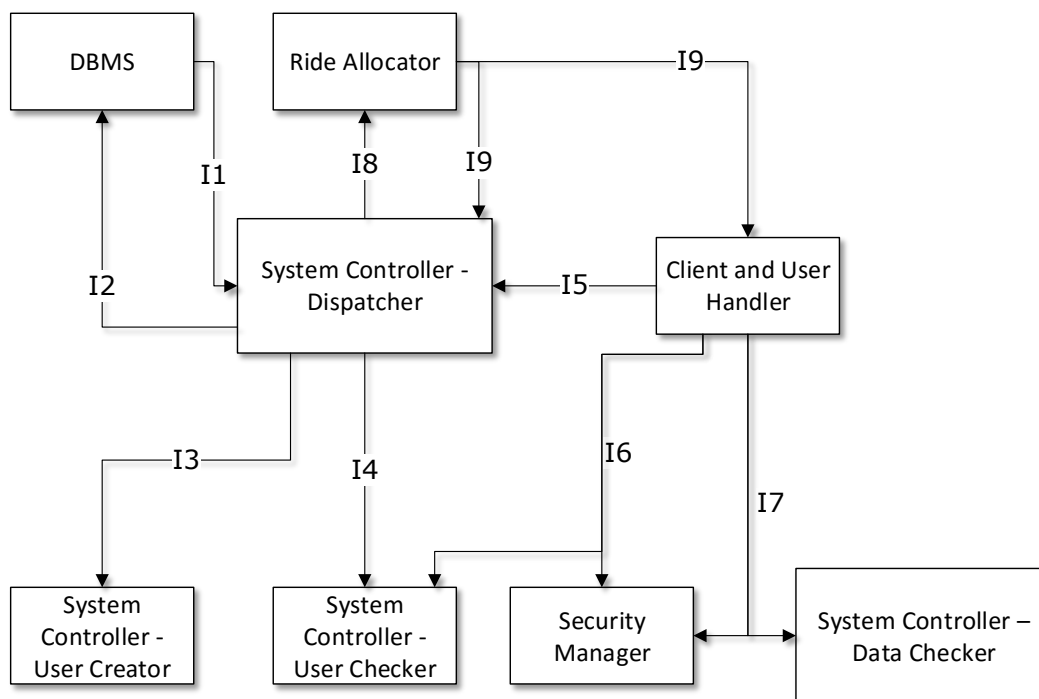 DBMS
Ride Allocator
I9
I1
I8
I9
System Controller -
Dispatcher
Client and User
Handler
I2
I5
I3
I4
I6
I7
System
Controller -
User Creator
System
Controller -
User Checker
Security
Manager
System Controller –
Data Checker